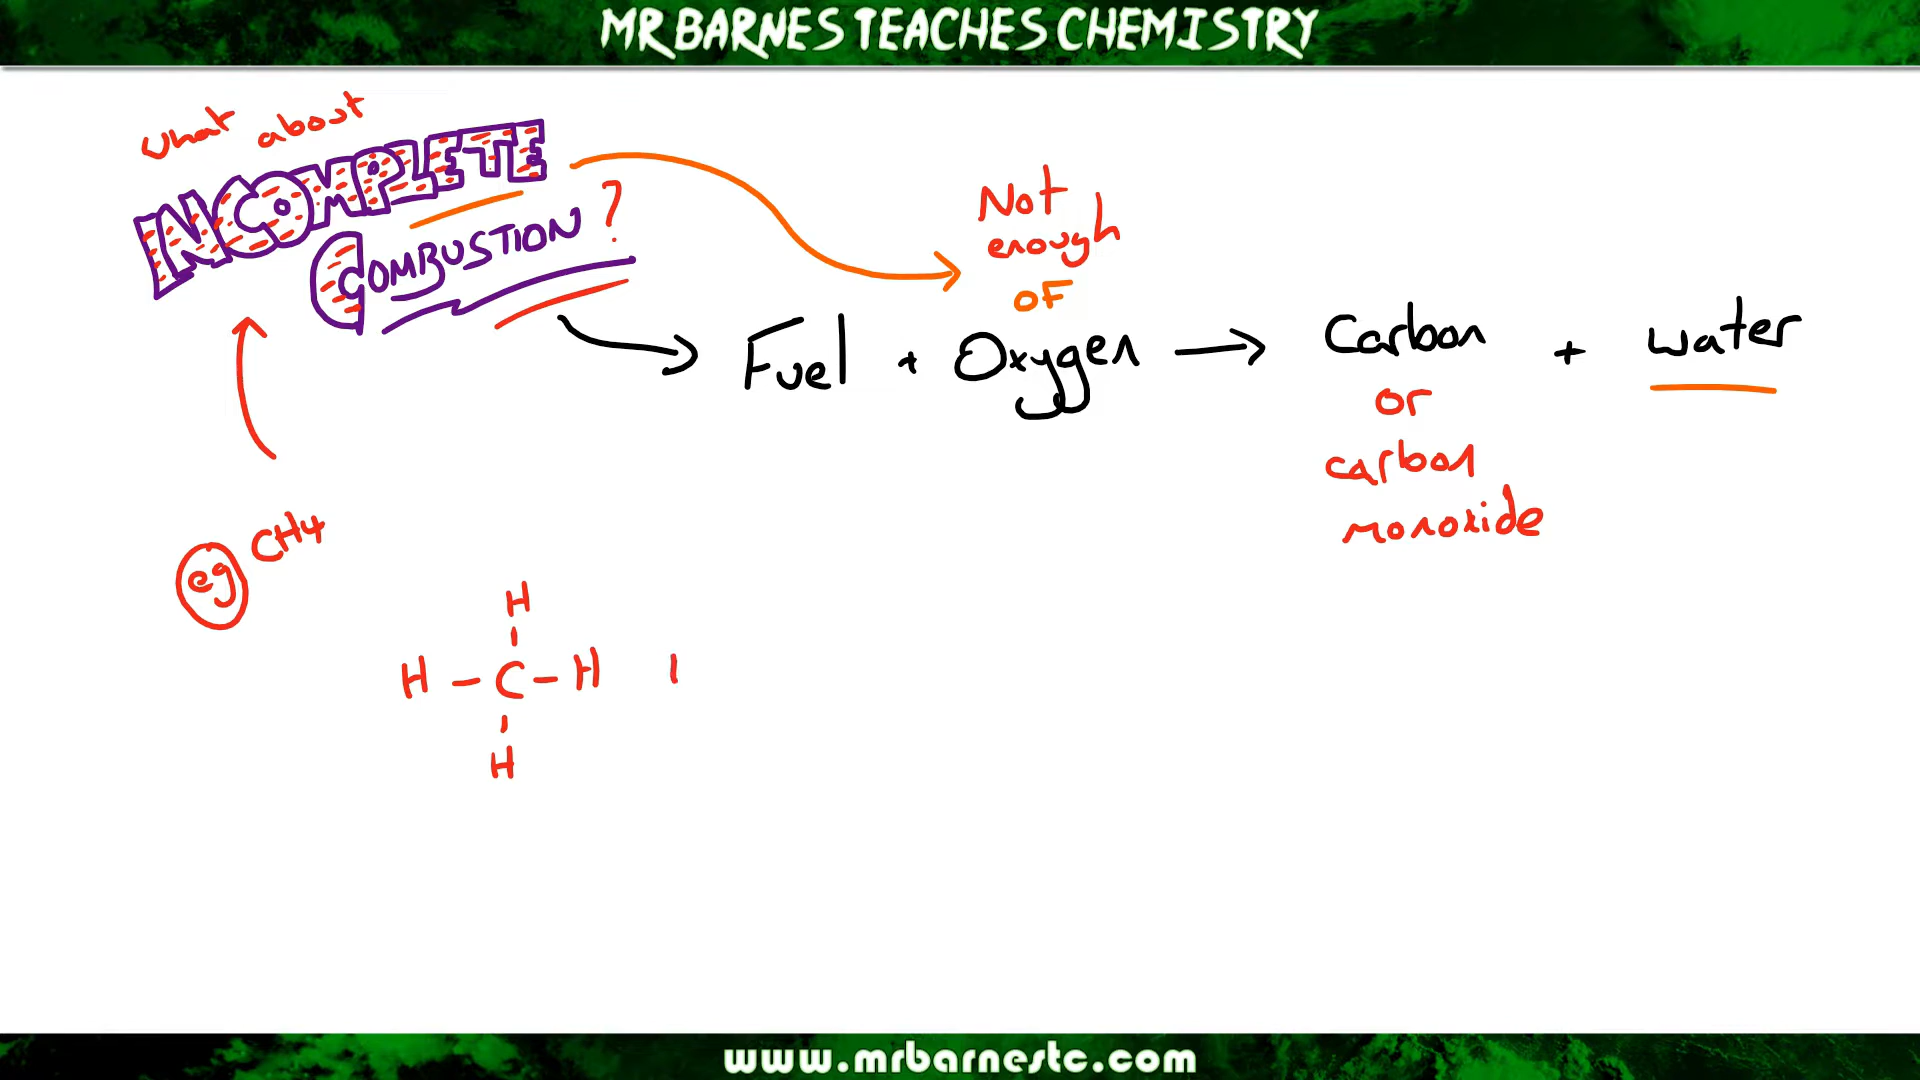 MR BARNES TEACHES CHEMISTRY
what about
INCOMPLETE
COMBUSTION ?
Not
enough
OF
Fuel + Oxygen → Carbon + water
or
carbon
monoxide
eg CH4
H
H - C - H
H
www.mrbarnestc.com